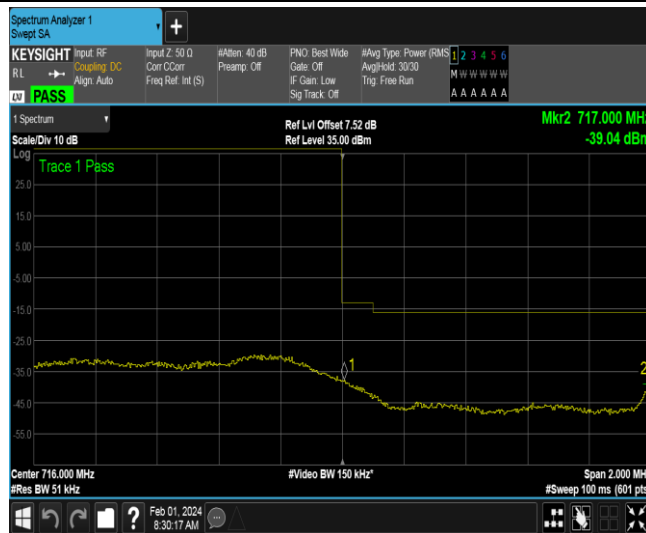 Spectrum Analyzer 1
Swept SA
+
KEYSIGHT Input: RF Input Z: 50 Ω #Atten: 40 dB PNO: Best Wide #Avg Type: Power (RMS 1 2 3 4 5 6
RL Coupling: DC Corr CCorr Preamp: Off Gate: Off Avg|Hold: 30/30 M W W W W W
Align: Auto Freq Ref: Int (S) IF Gain: Low Trig: Free Run
PASS Sig Track: Off A A A A A A
1 Spectrum Ref Lvl Offset 7.52 dB Mkr2 717.000 MHz
Scale/Div 10 dB Ref Level 35.00 dBm -39.04 dBm
Log
Trace 1 Pass
25.0
15.0
5.00
-5.00
-15.0
-25.0
-35.0
1
2
-45.0
-55.0
Center 716.000 MHz #Video BW 150 kHz* Span 2.000 MH
#Res BW 51 kHz #Sweep 100 ms (601 pts
? Feb 01, 2024
8:30:17 AM